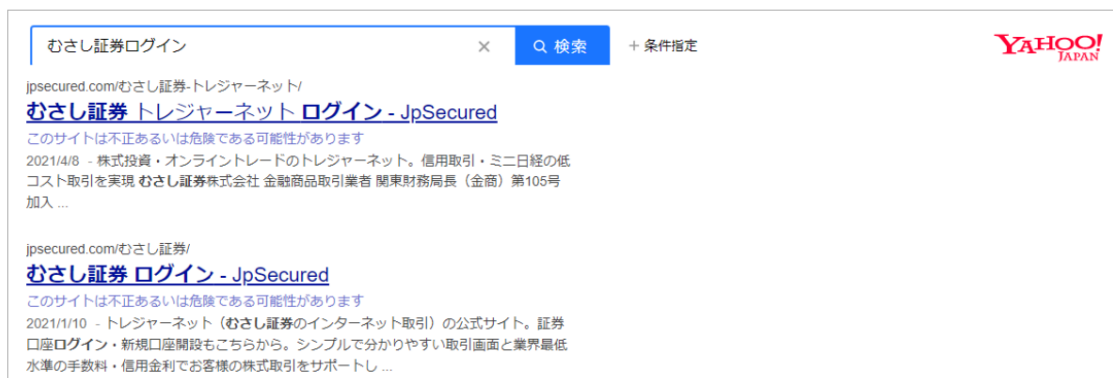 むさし証券ログイン × 検索 + 条件指定 YAHOO! JAPAN
jpsecured.com/むさし証券-トレジャーネット/
むさし証券 トレジャーネット ログイン - JpSecured
このサイトは不正あるいは危険である可能性があります
2021/4/8 - 株式投資・オンライントレードのトレジャーネット。信用取引・ミニ日経の低
コスト取引を実現 むさし証券株式会社 金融商品取引業者 関東財務局長（金商）第105号
加入 ...
jpsecured.com/むさし証券/
むさし証券 ログイン - JpSecured
このサイトは不正あるいは危険である可能性があります
2021/1/10 - トレジャーネット（むさし証券のインターネット取引）の公式サイト。証券
口座ログイン・新規口座開設もこちらから。シンプルで分かりやすい取引画面と業界最低
水準の手数料・信用金利でお客様の株式取引をサポートし ...